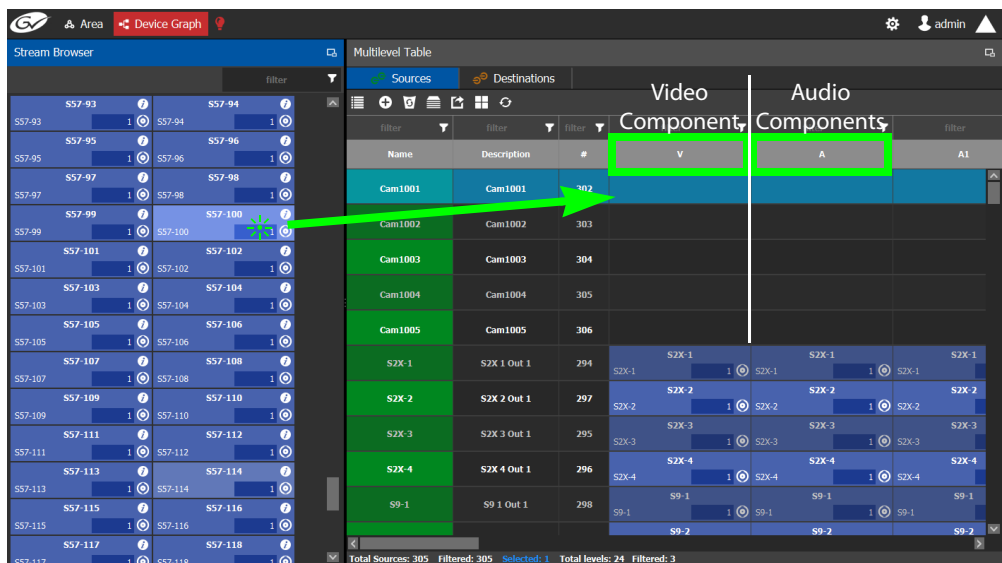 GV Area Device Graph admin
Stream Browser
filter
S57-93 S57-94
S57-93 1 S57-94 1
S57-95 S57-96
S57-95 1 S57-96 1
S57-97 S57-98
S57-97 1 S57-98 1
S57-99 S57-100
S57-99 1 S57-100 1
S57-101 S57-102
S57-101 1 S57-102 1
S57-103 S57-104
S57-103 1 S57-104 1
S57-105 S57-106
S57-105 1 S57-106 1
S57-107 S57-108
S57-107 1 S57-108 1
S57-109 S57-110
S57-109 1 S57-110 1
S57-111 S57-112
S57-111 1 S57-112 1
S57-113 S57-114
S57-113 1 S57-114 1
S57-115 S57-116
S57-115 1 S57-116 1
S57-117 S57-118
S57-117 1 S57-118 1
Multilevel Table
Sources Destinations
Video Audio
Component Components
filter filter filter filter
Name Description # V A A1
Cam1001 Cam1001 302
Cam1002 Cam1002 303
Cam1003 Cam1003 304
Cam1004 Cam1004 305
Cam1005 Cam1005 306
S2X-1 S2X-1 S2X-1
S2X-1 S2X 1 Out 1 294
S2X-1 1 S2X-1 1 S2X-1
S2X-2 S2X-2 S2X-2
S2X-2 S2X 2 Out 1 297
S2X-2 1 S2X-2 1 S2X-2
S2X-3 S2X-3 S2X-3
S2X-3 S2X 3 Out 1 295
S2X-3 1 S2X-3 1 S2X-3
S2X-4 S2X-4 S2X-4
S2X-4 S2X 4 Out 1 296
S2X-4 1 S2X-4 1 S2X-4
S9-1 S9-1 S9-1
S9-1 S9 1 Out 1 298
S9-1 1 S9-1 1 S9-1
S9-2 S9-2 S9-2
Total Sources: 305 Filtered: 305 Selected: 1 Total levels: 24 Filtered: 3